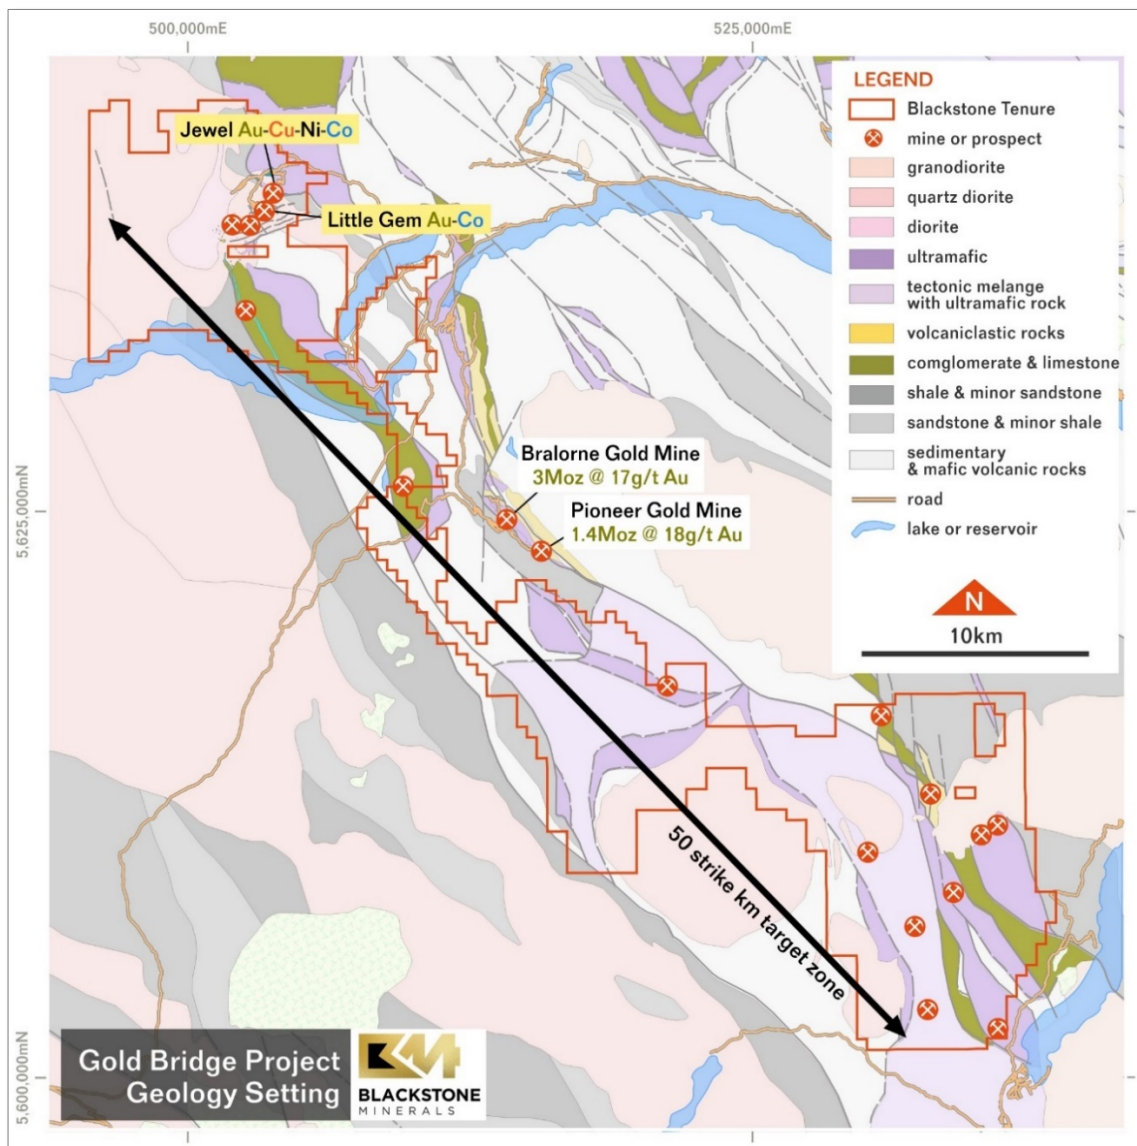 500,000mE
525,000mE
Jewel Au-Cu-Ni-Co
Little Gem Au-Co
Bralorne Gold Mine
3Moz @ 17g/t Au
Pioneer Gold Mine
1.4Moz @ 18g/t Au
5,625,000mN
5,600,000mN
50 strike km target zone
LEGEND
Blackstone Tenure
mine or prospect
granodiorite
quartz diorite
diorite
ultramafic
tectonic melange
with ultramafic rock
volcaniclastic rocks
comglomerate & limestone
shale & minor sandstone
sandstone & minor shale
sedimentary
& mafic volcanic rocks
road
lake or reservoir
N
10km
Gold Bridge Project
Geology Setting
BM
BLACKSTONE
MINERALS